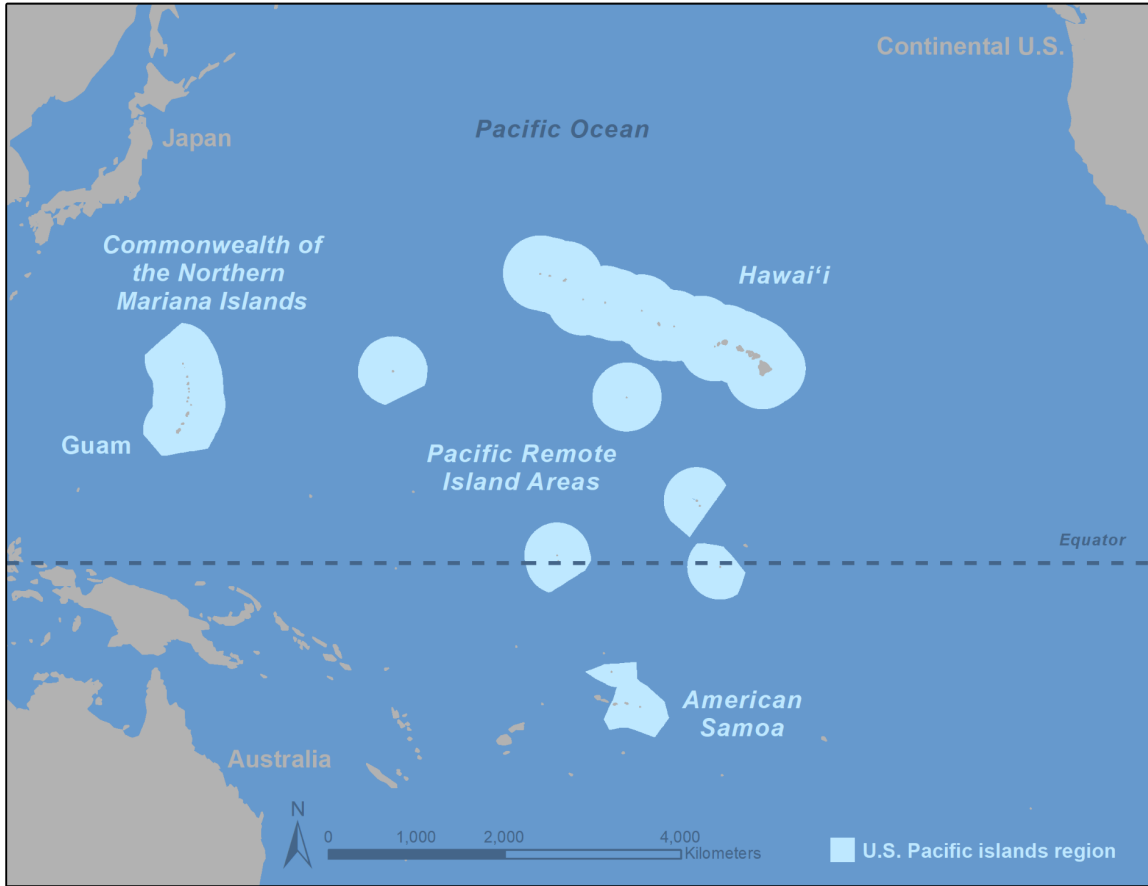 Continental U.S.
Pacific Ocean
Japan
Commonwealth of
the Northern
Mariana Islands
Hawaiʻi
Guam
Pacific Remote
Island Areas
Equator
American
Samoa
Australia
N
0 1,000 2,000 4,000
Kilometers
U.S. Pacific islands region